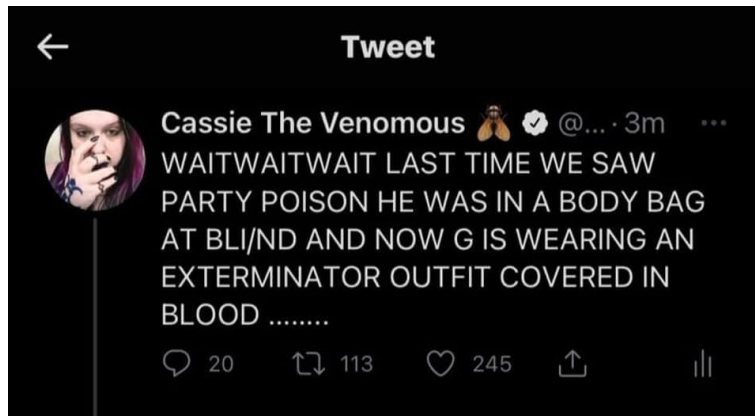 Tweet
Cassie The Venomous @... · 3m
WAITWAITWAIT LAST TIME WE SAW
PARTY POISON HE WAS IN A BODY BAG
AT BLI/ND AND NOW G IS WEARING AN
EXTERMINATOR OUTFIT COVERED IN
BLOOD ........
20 113 245